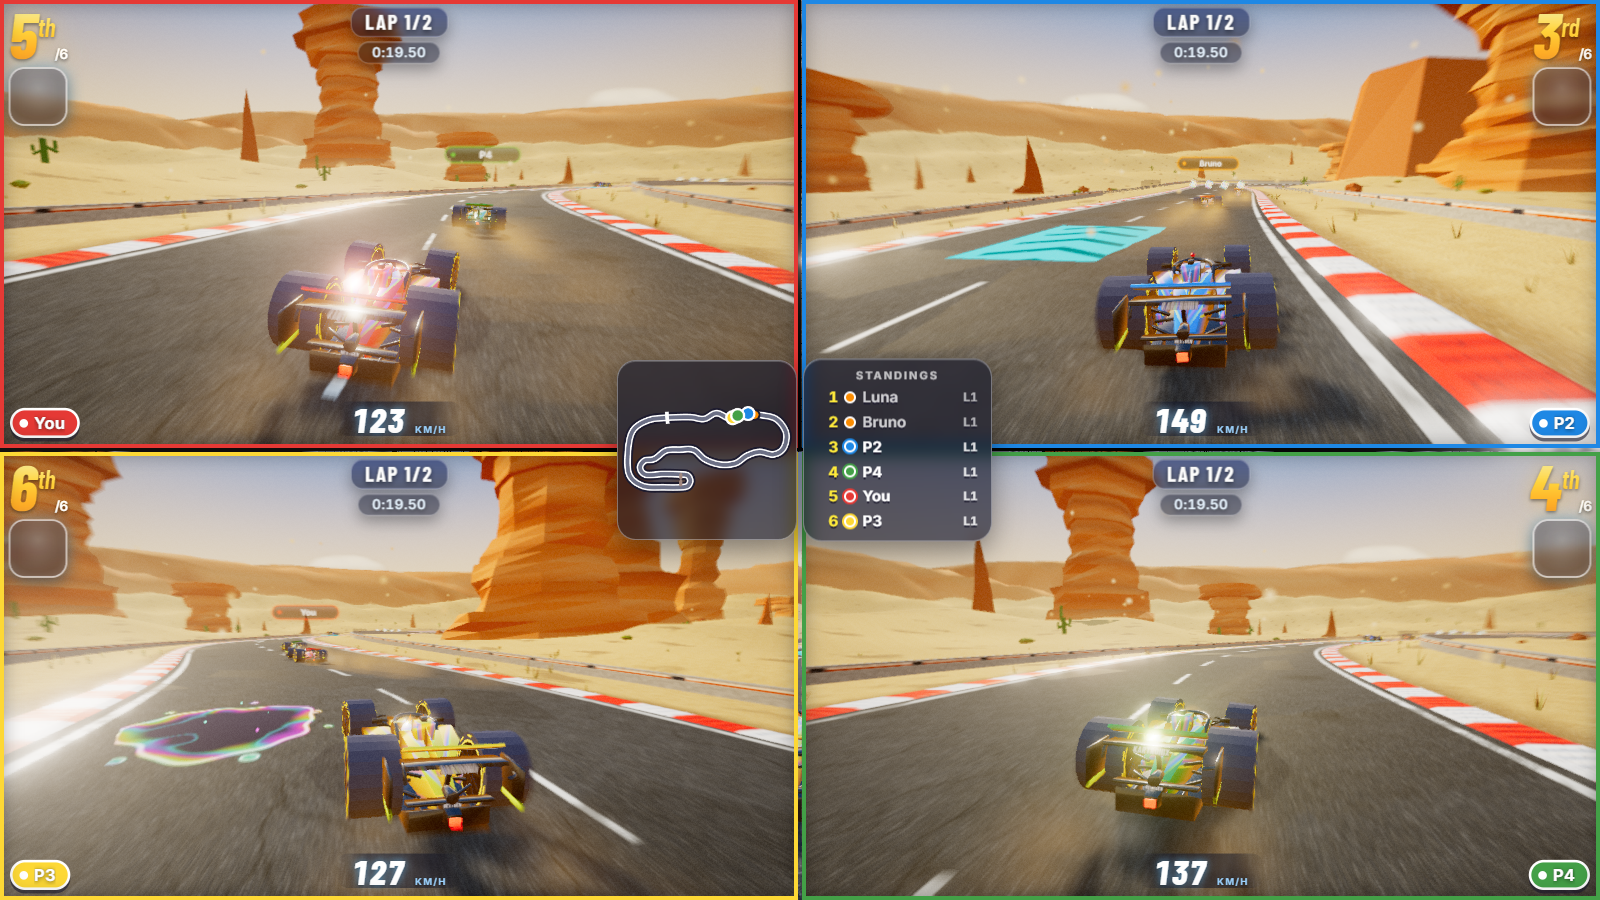 5th
/6
LAP 1/2
0:19.50
P4
You
123 KM/H
3rd
/6
LAP 1/2
0:19.50
Bruno
149 KM/H
P2
STANDINGS
1 Luna L1
2 Bruno L1
3 P2 L1
4 P4 L1
5 You L1
6 P3 L1
6th
/6
LAP 1/2
0:19.50
You
P3
127 KM/H
4th
/6
LAP 1/2
0:19.50
137 KM/H
P4